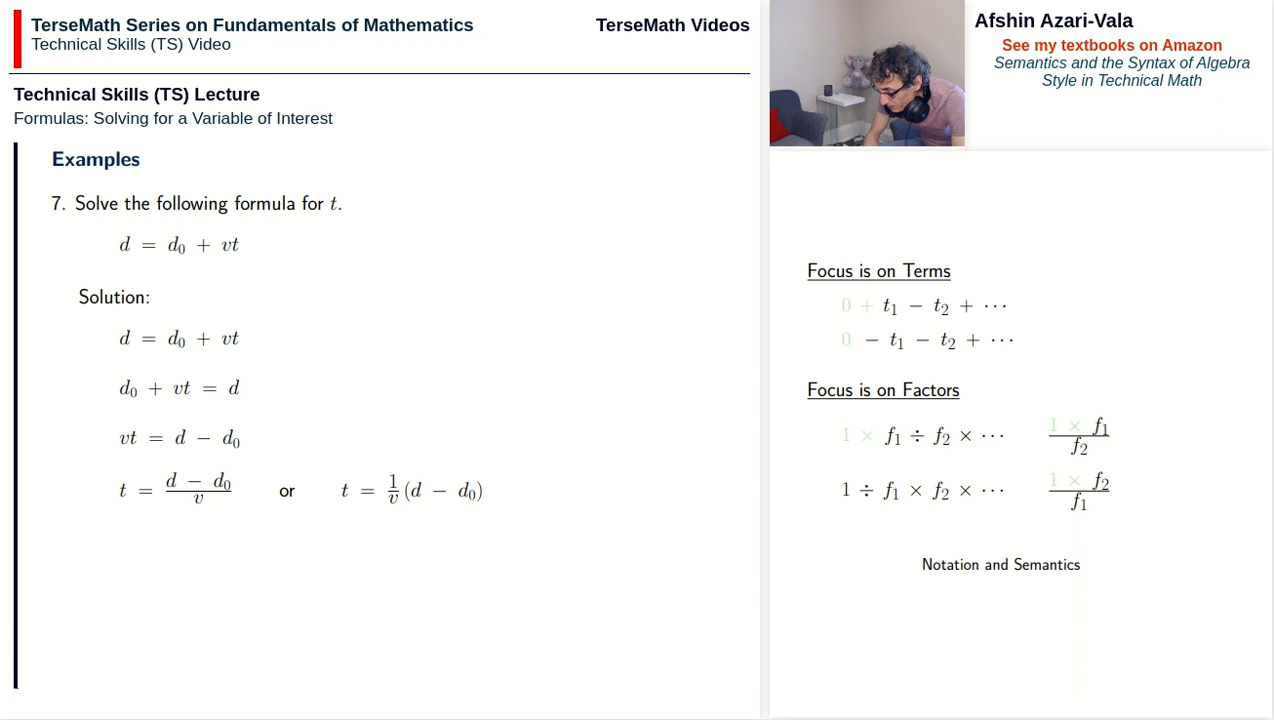 TerseMath Series on Fundamentals of Mathematics
TerseMath Videos
Technical Skills (TS) Video
Technical Skills (TS) Lecture
Formulas: Solving for a Variable of Interest
Examples
7. Solve the following formula for t.
d = d₀ + vt
Solution:
d = d₀ + vt
d₀ + vt = d
vt = d − d₀
t = (d − d₀)/v or t = 1/v (d − d₀)
Afshin Azari-Vala
See my textbooks on Amazon
Semantics and the Syntax of Algebra
Style in Technical Math
Focus is on Terms
0 + t₁ − t₂ + ⋯
0 − t₁ − t₂ + ⋯
Focus is on Factors
1 × f₁ ÷ f₂ × ⋯ (1 × f₁)/f₂
1 ÷ f₁ × f₂ × ⋯ (1 × f₂)/f₁
Notation and Semantics